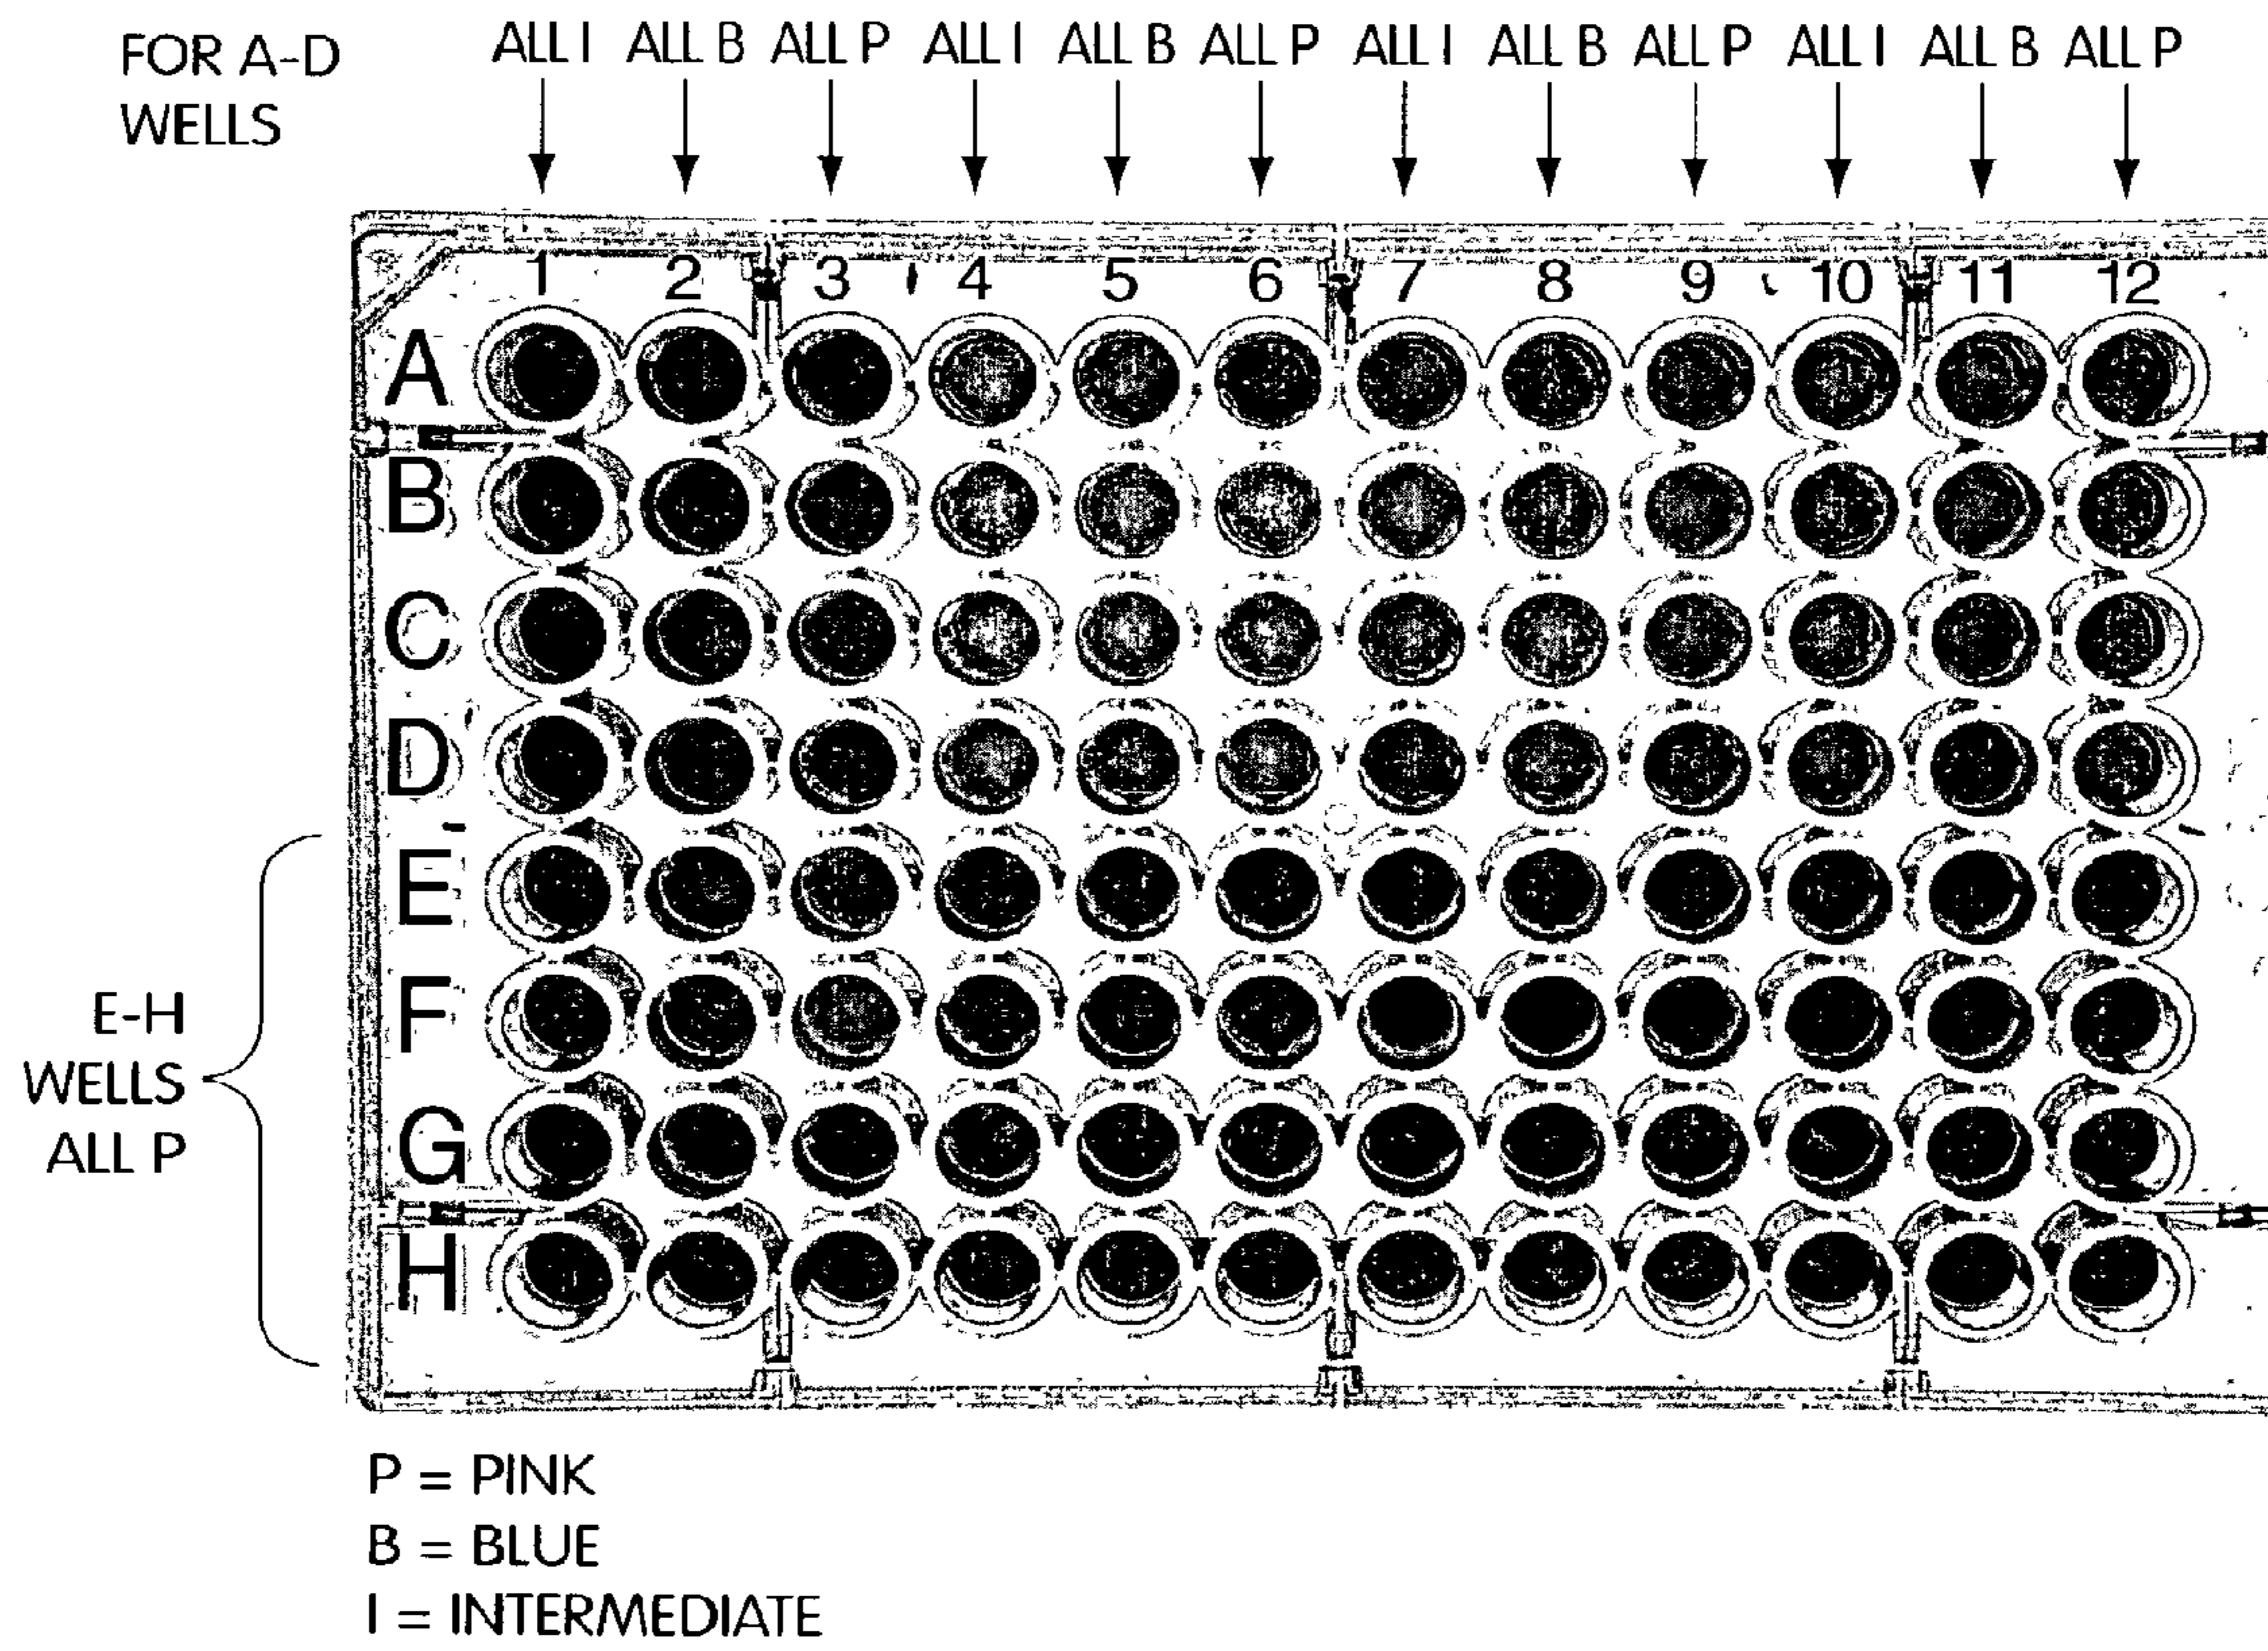 FOR A-D
WELLS
ALL I ALL B ALL P ALL I ALL B ALL P ALL I ALL B ALL P ALL I ALL B ALL P
1 2 3 4 5 6 7 8 9 10 11 12
A
B
C
D
E
F
G
H
E-H
WELLS
ALL P
P = PINK
B = BLUE
I = INTERMEDIATE